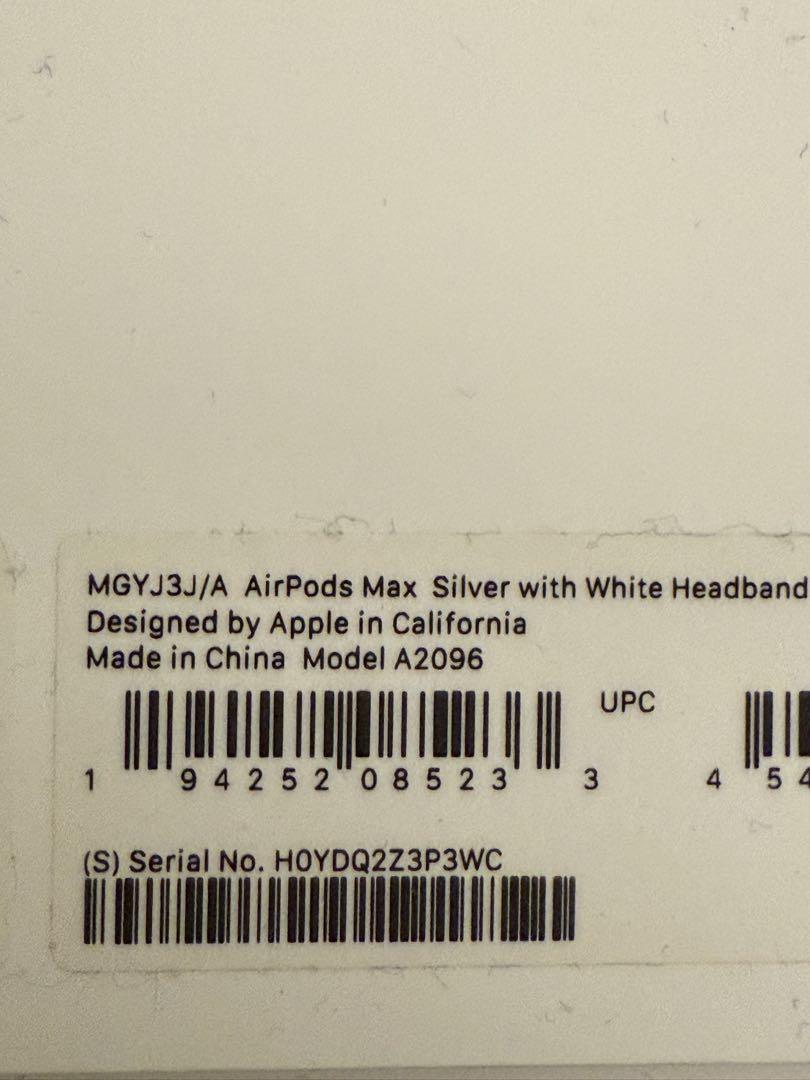 MGYJ3J/A AirPods Max Silver with White Headband
Designed by Apple in California
Made in China Model A2096
UPC
1 94252 08523 3
4 54
(S) Serial No. H0YDQ2Z3P3WC